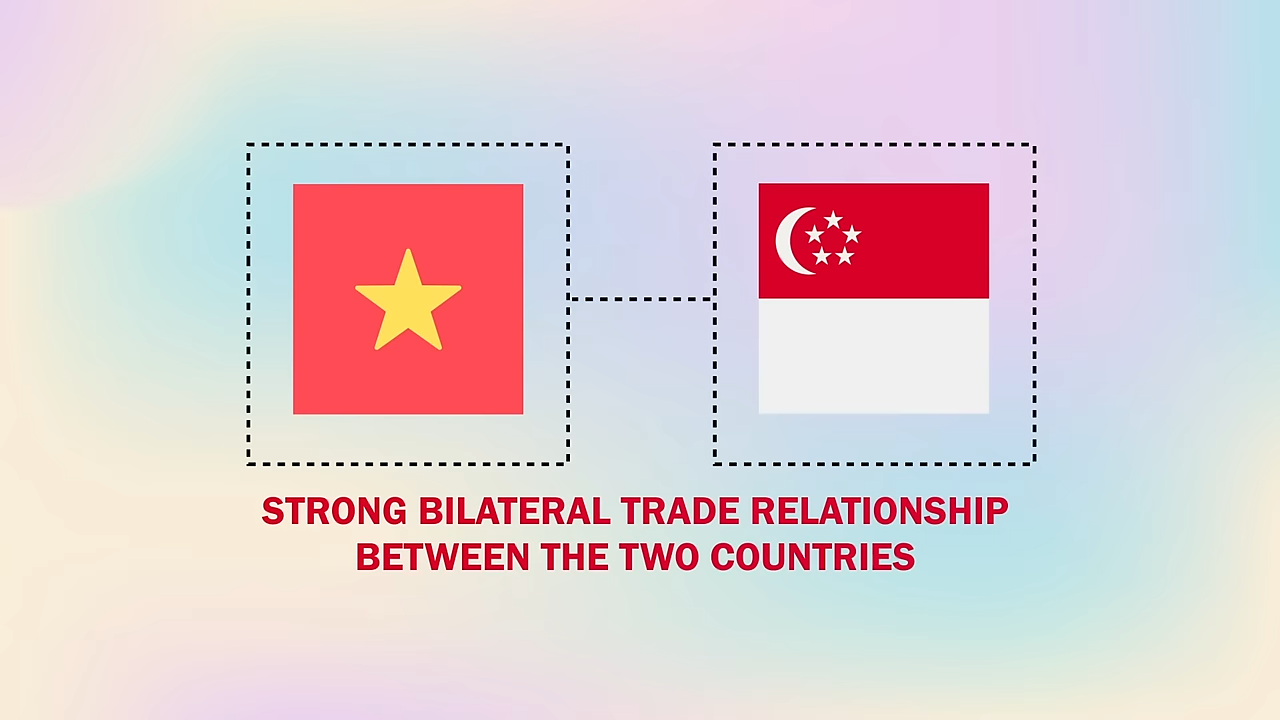 STRONG BILATERAL TRADE RELATIONSHIP
BETWEEN THE TWO COUNTRIES